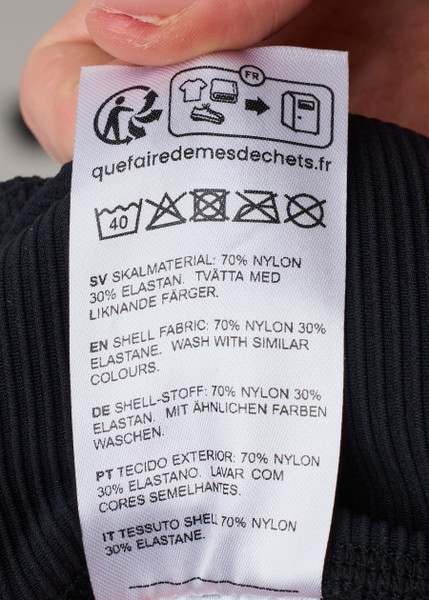 FR
quefairedemesdechets.fr
40
SV SKALMATERIAL: 70% NYLON
30% ELASTAN. TVÄTTA MED
LIKNANDE FÄRGER.
EN SHELL FABRIC: 70% NYLON 30%
ELASTANE. WASH WITH SIMILAR
COLOURS.
DE SHELL-STOFF: 70% NYLON 30%
ELASTAN. MIT ÄHNLICHEN FARBEN
WASCHEN.
PT TECIDO EXTERIOR: 70% NYLON
30% ELASTANO. LAVAR COM
CORES SEMELHANTES.
IT TESSUTO SHELL 70% NYLON
30% ELASTANE.